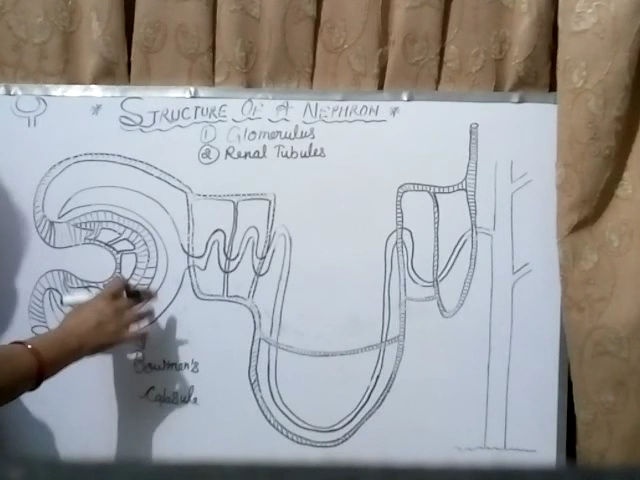 * STRUCTURE OF A NEPHRON *
① Glomerulus
② Renal Tubules
Bowman's
Capsule